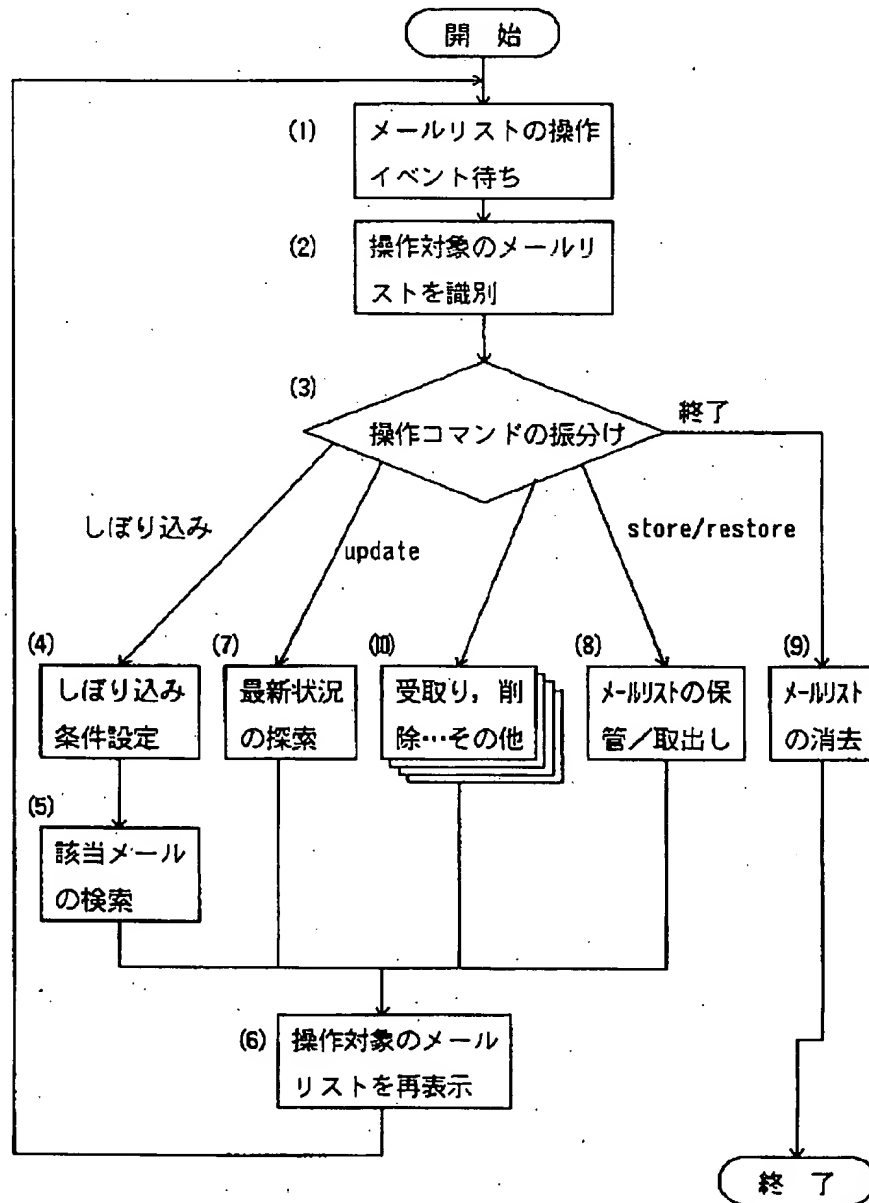 開 始
(1)
メールリストの操作
イベント待ち
(2)
操作対象のメールリ
ストを識別
(3)
操作コマンドの振分け
終了
しぼり込み
update
store/restore
(4)
しぼり込み
条件設定
(7)
最新状況
の探索
(10)
受取り，削
除…その他
(8)
メールリストの保
管／取出し
(9)
メールリスト
の消去
(5)
該当メール
の検索
(6)
操作対象のメール
リストを再表示
終 了